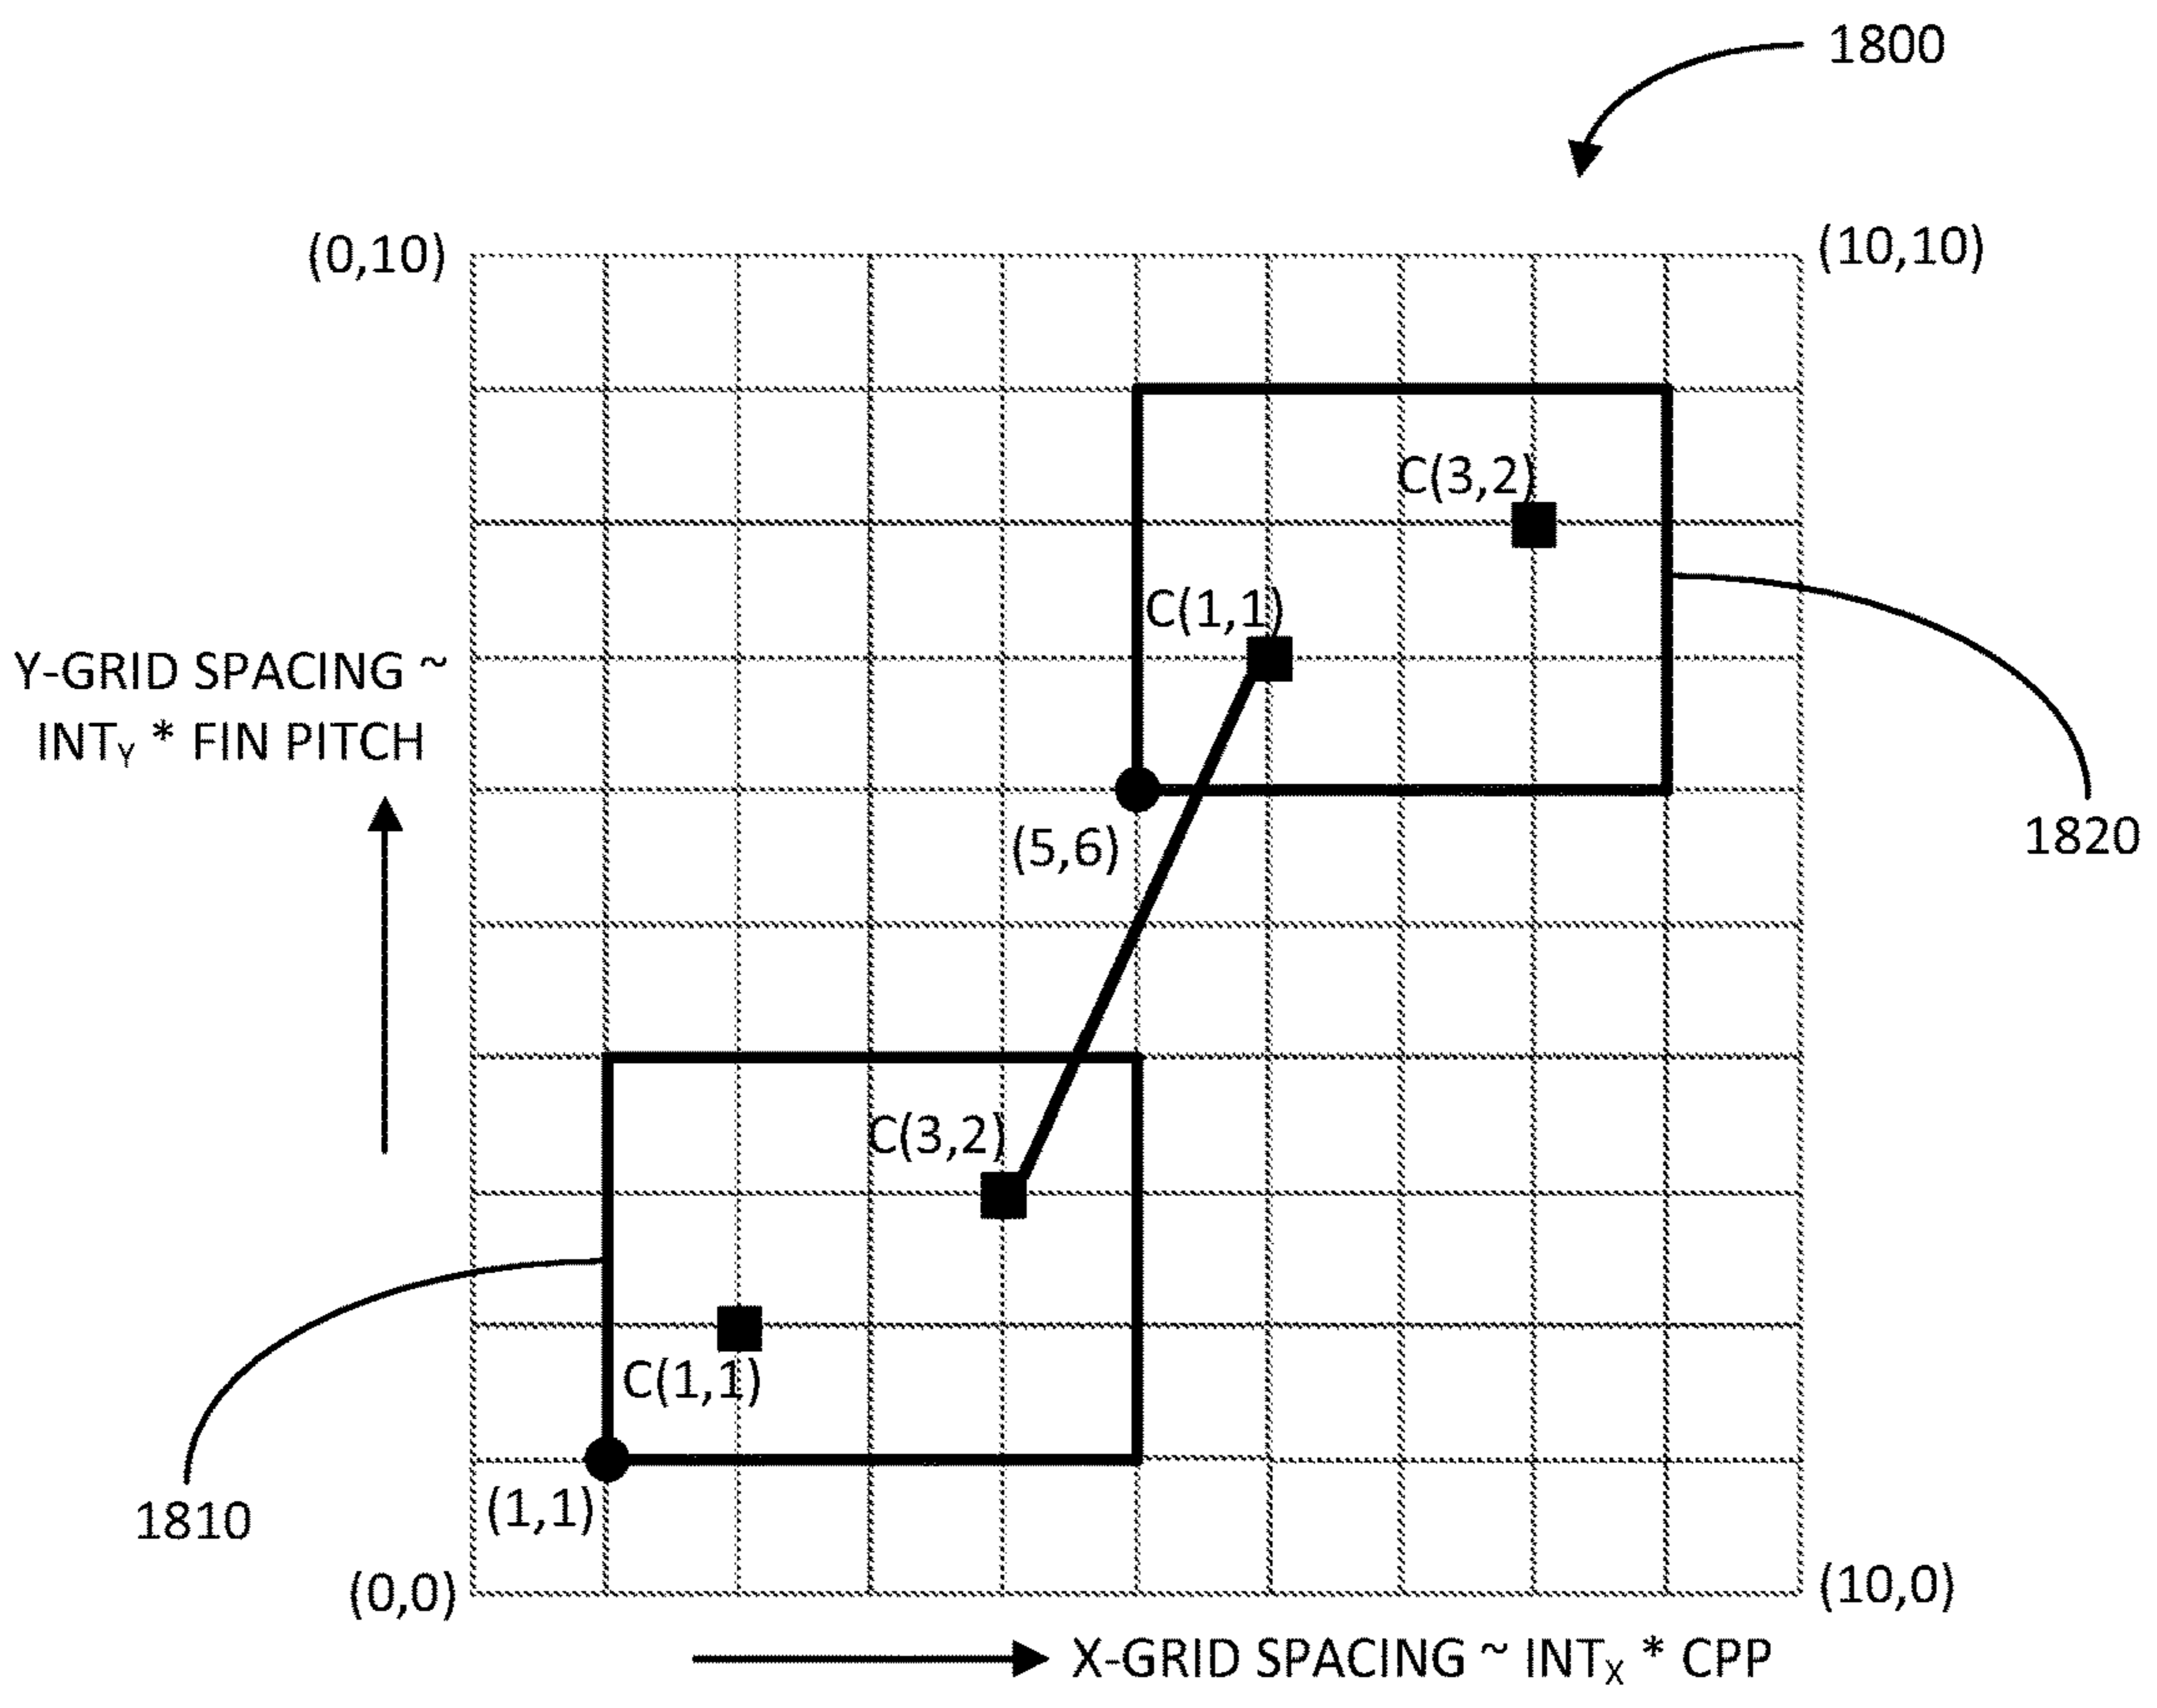 1800
(0,10)
(10,10)
C(3,2)
C(1,1)
Y-GRID SPACING ~
INTY * FIN PITCH
(5,6)
1820
C(3,2)
C(1,1)
1810
(1,1)
(0,0)
(10,0)
X-GRID SPACING ~ INTX * CPP